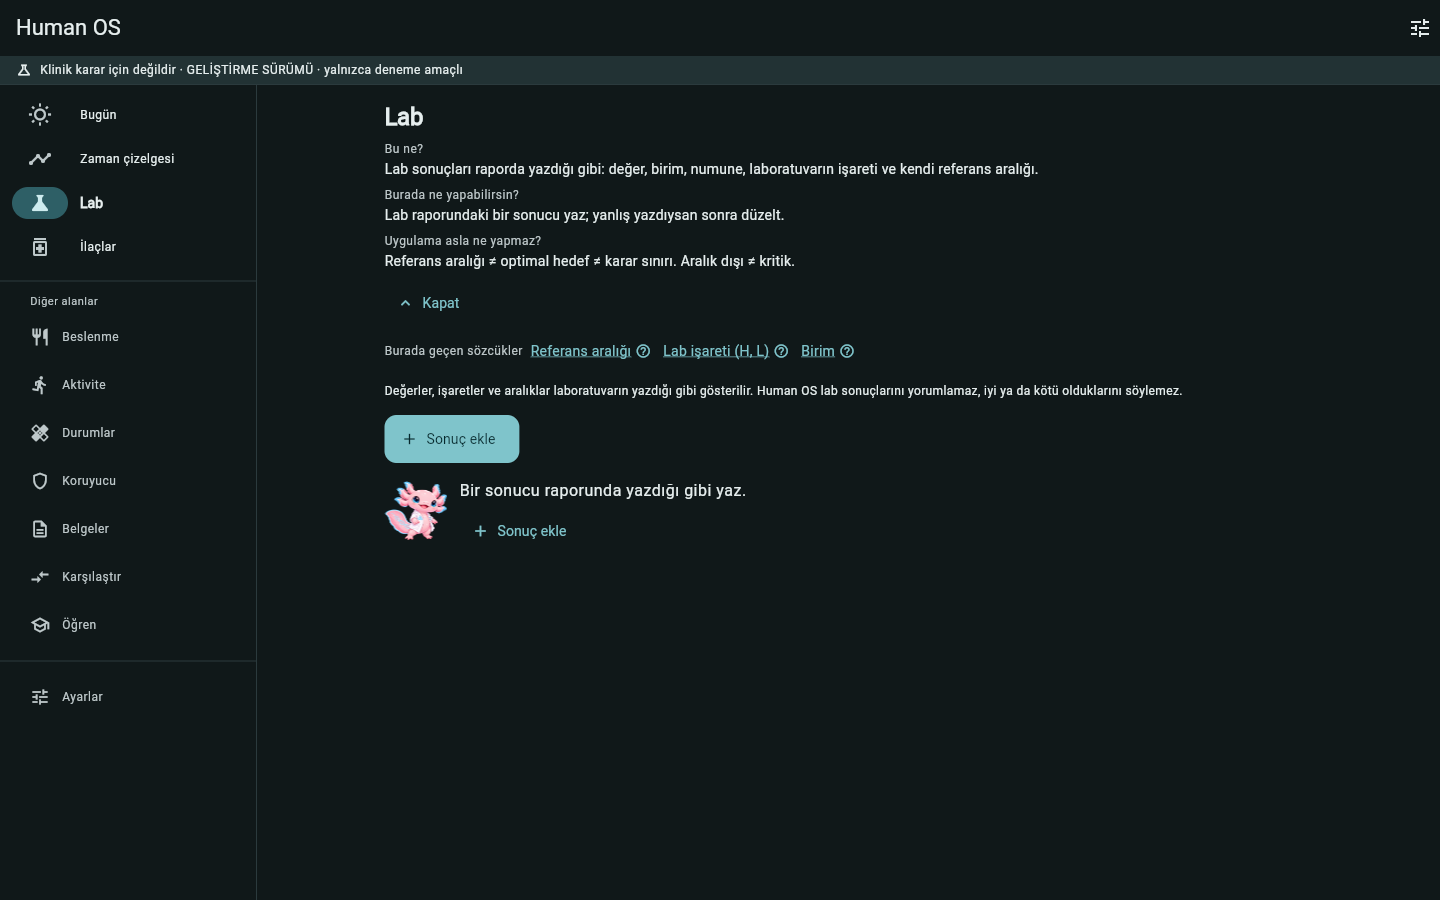 Human OS
Klinik karar için değildir · GELİŞTİRME SÜRÜMÜ · yalnızca deneme amaçlı
Bugün
Zaman çizelgesi
Lab
İlaçlar
Diğer alanlar
Beslenme
Aktivite
Durumlar
Koruyucu
Belgeler
Karşılaştır
Öğren
Ayarlar
Lab
Bu ne?
Lab sonuçları raporda yazdığı gibi: değer, birim, numune, laboratuvarın işareti ve kendi referans aralığı.
Burada ne yapabilirsin?
Lab raporundaki bir sonucu yaz; yanlış yazdıysan sonra düzelt.
Uygulama asla ne yapmaz?
Referans aralığı ≠ optimal hedef ≠ karar sınırı. Aralık dışı ≠ kritik.
Kapat
Burada geçen sözcükler Referans aralığı Lab işareti (H, L) Birim
Değerler, işaretler ve aralıklar laboratuvarın yazdığı gibi gösterilir. Human OS lab sonuçlarını yorumlamaz, iyi ya da kötü olduklarını söylemez.
Sonuç ekle
Bir sonucu raporunda yazdığı gibi yaz.
Sonuç ekle